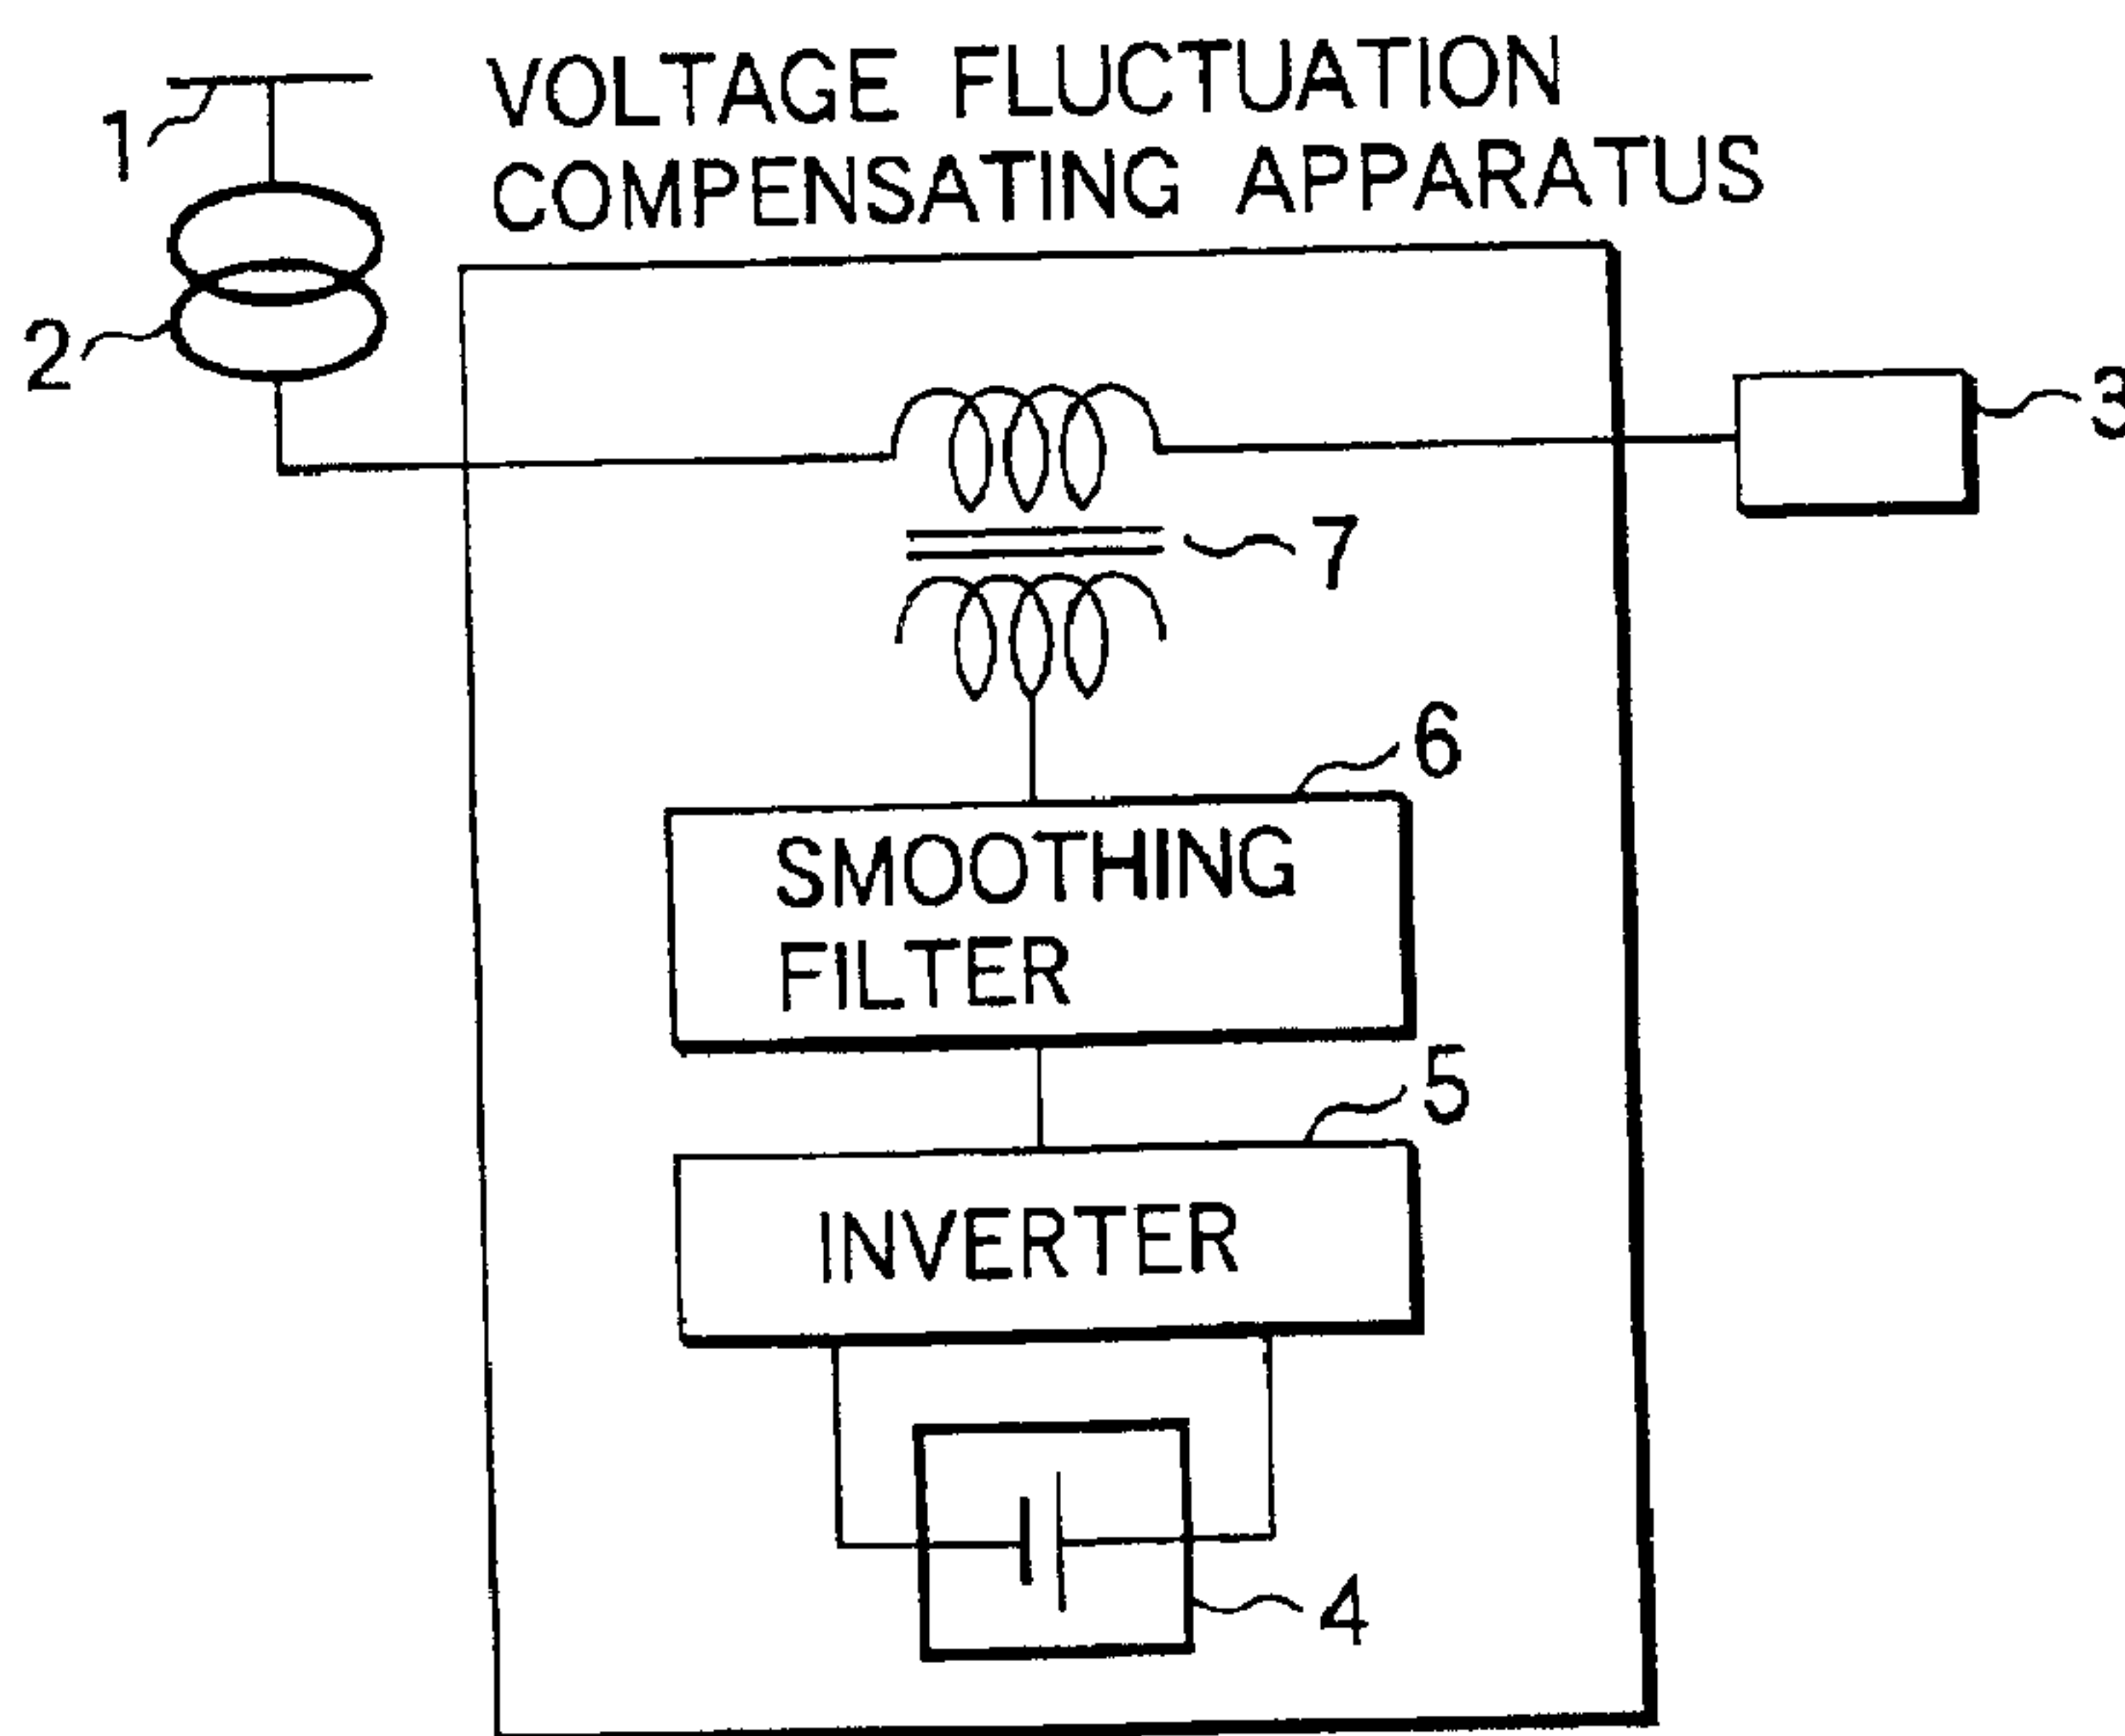 VOLTAGE FLUCTUATION
COMPENSATING APPARATUS
1
2
3
7
6
SMOOTHING
FILTER
5
INVERTER
4